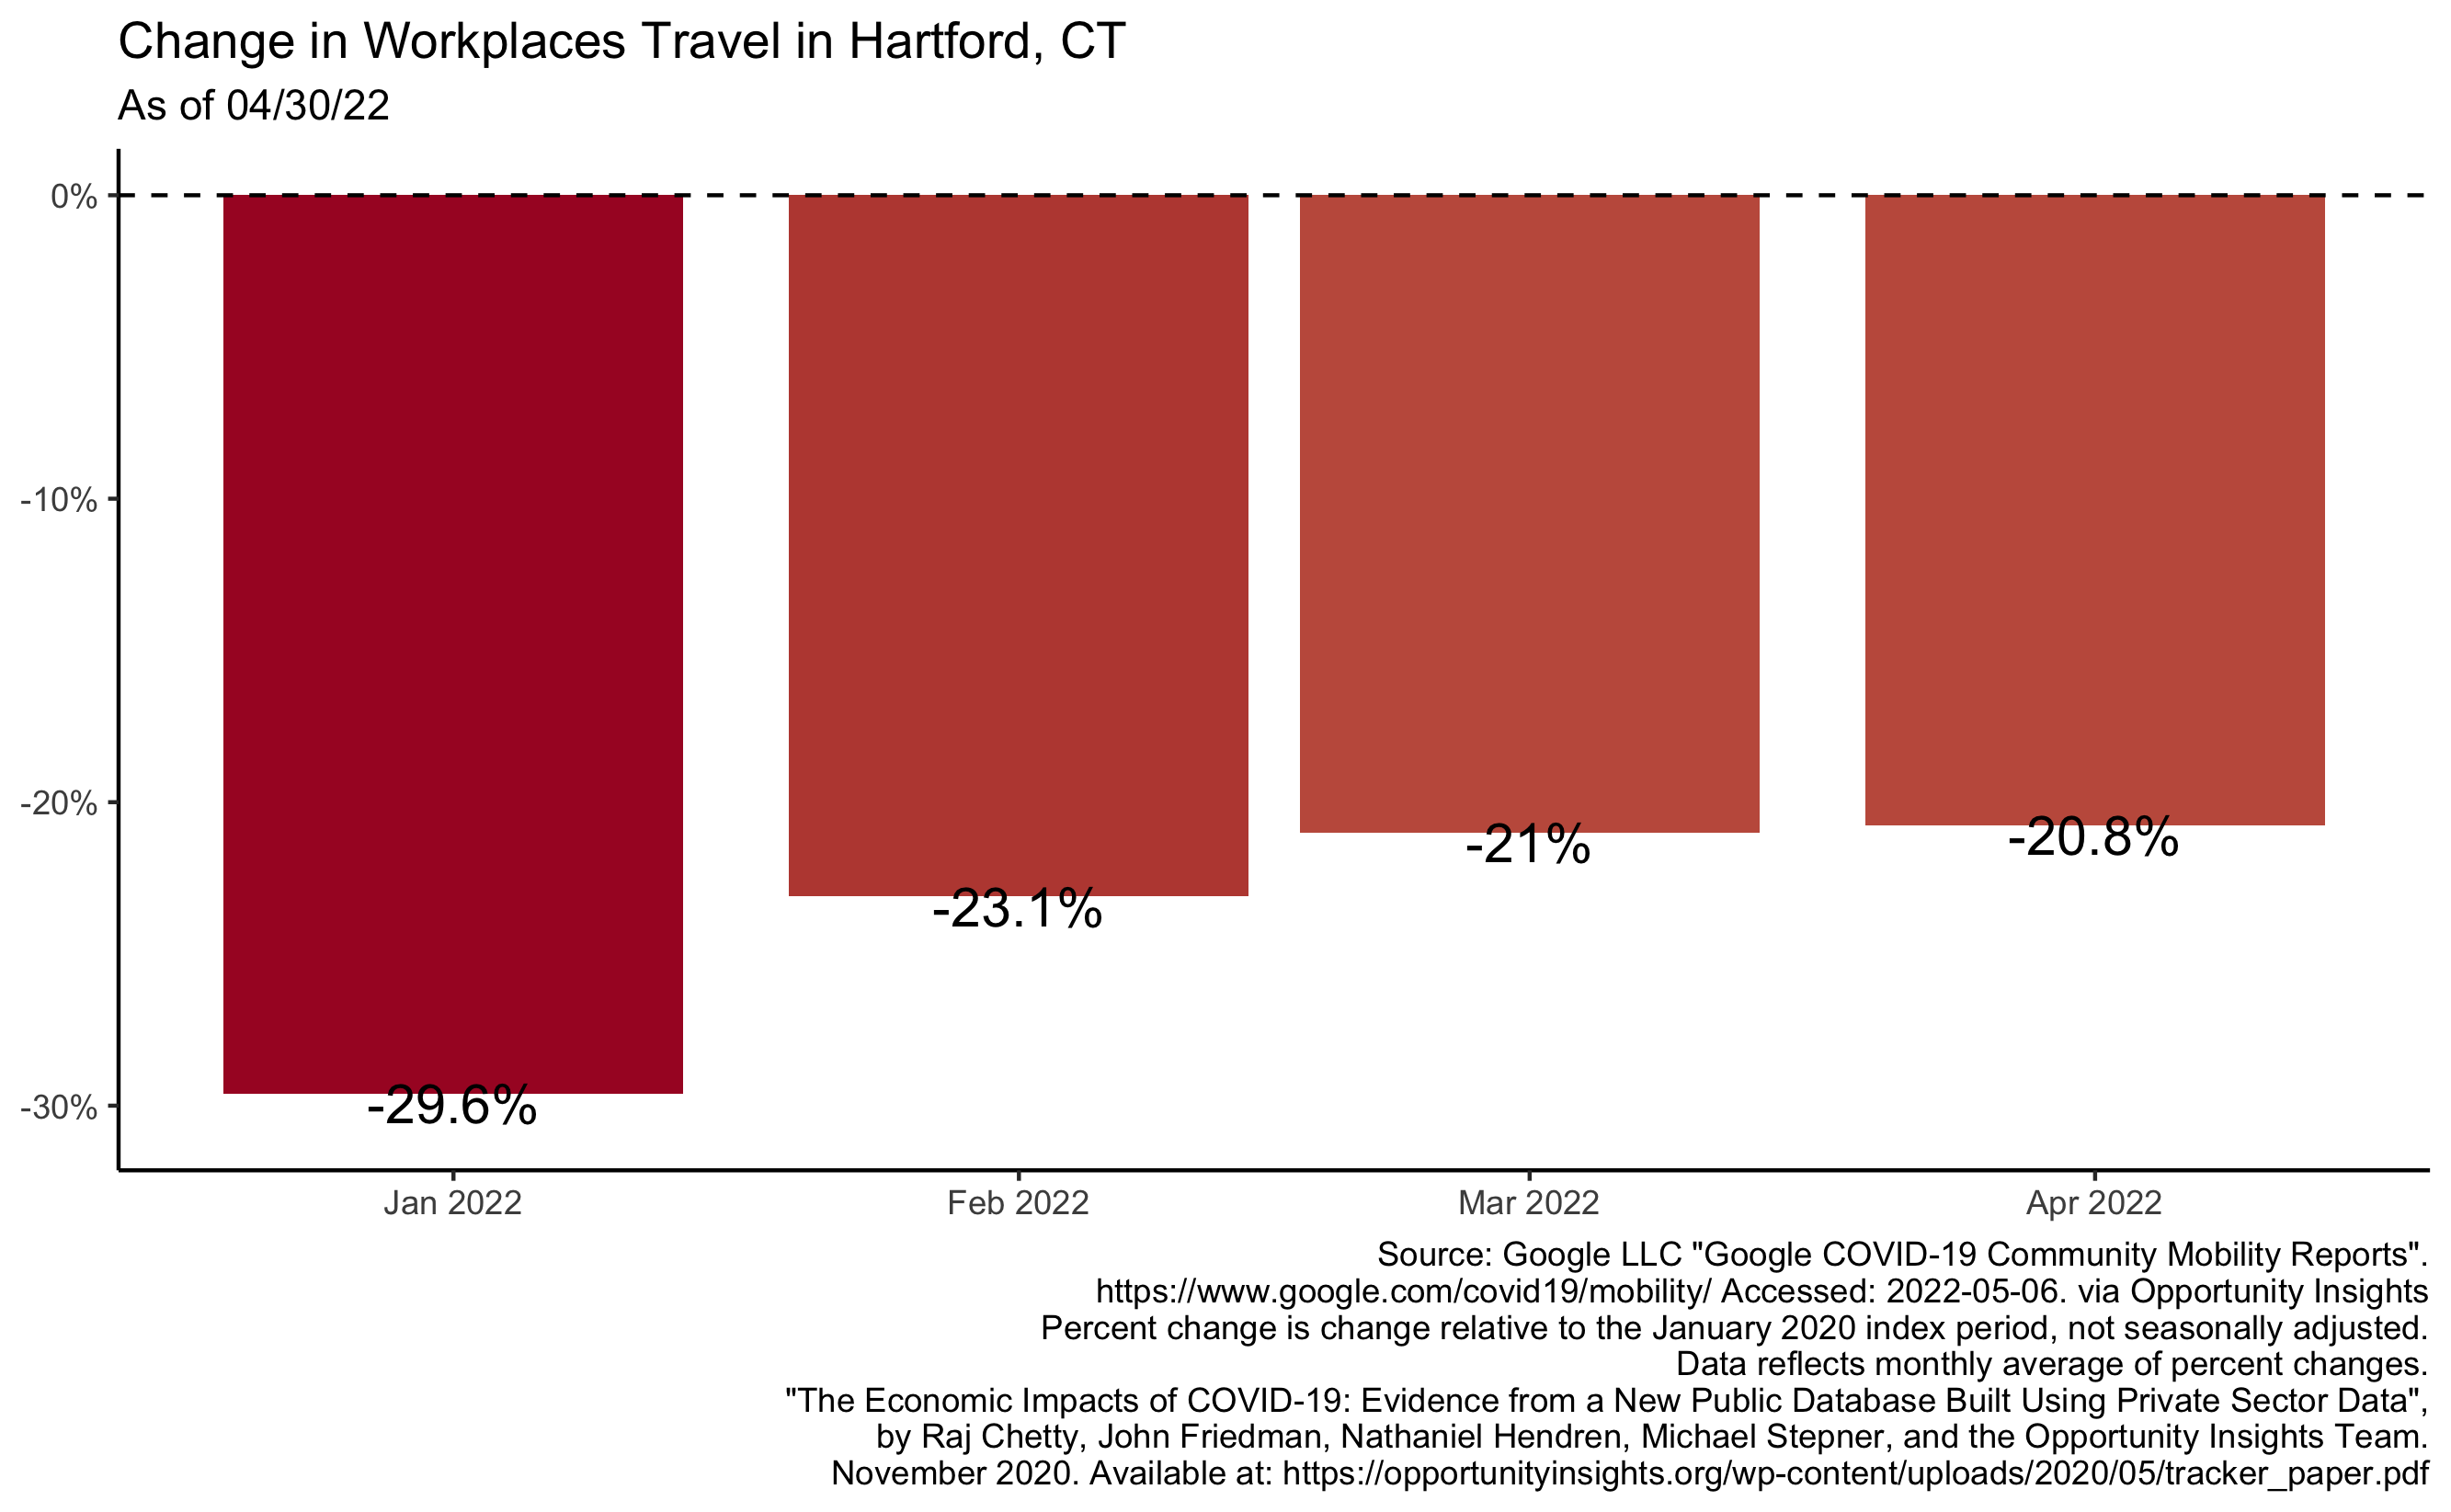 Change in Workplaces Travel in Hartford, CT
As of 04/30/22
0%
-10%
-20%
-30%
-29.6%
-23.1%
-21%
-20.8%
Jan 2022
Feb 2022
Mar 2022
Apr 2022
Source: Google LLC "Google COVID-19 Community Mobility Reports".
https://www.google.com/covid19/mobility/ Accessed: 2022-05-06. via Opportunity Insights
Percent change is change relative to the January 2020 index period, not seasonally adjusted.
Data reflects monthly average of percent changes.
"The Economic Impacts of COVID-19: Evidence from a New Public Database Built Using Private Sector Data",
by Raj Chetty, John Friedman, Nathaniel Hendren, Michael Stepner, and the Opportunity Insights Team.
November 2020. Available at: https://opportunityinsights.org/wp-content/uploads/2020/05/tracker_paper.pdf